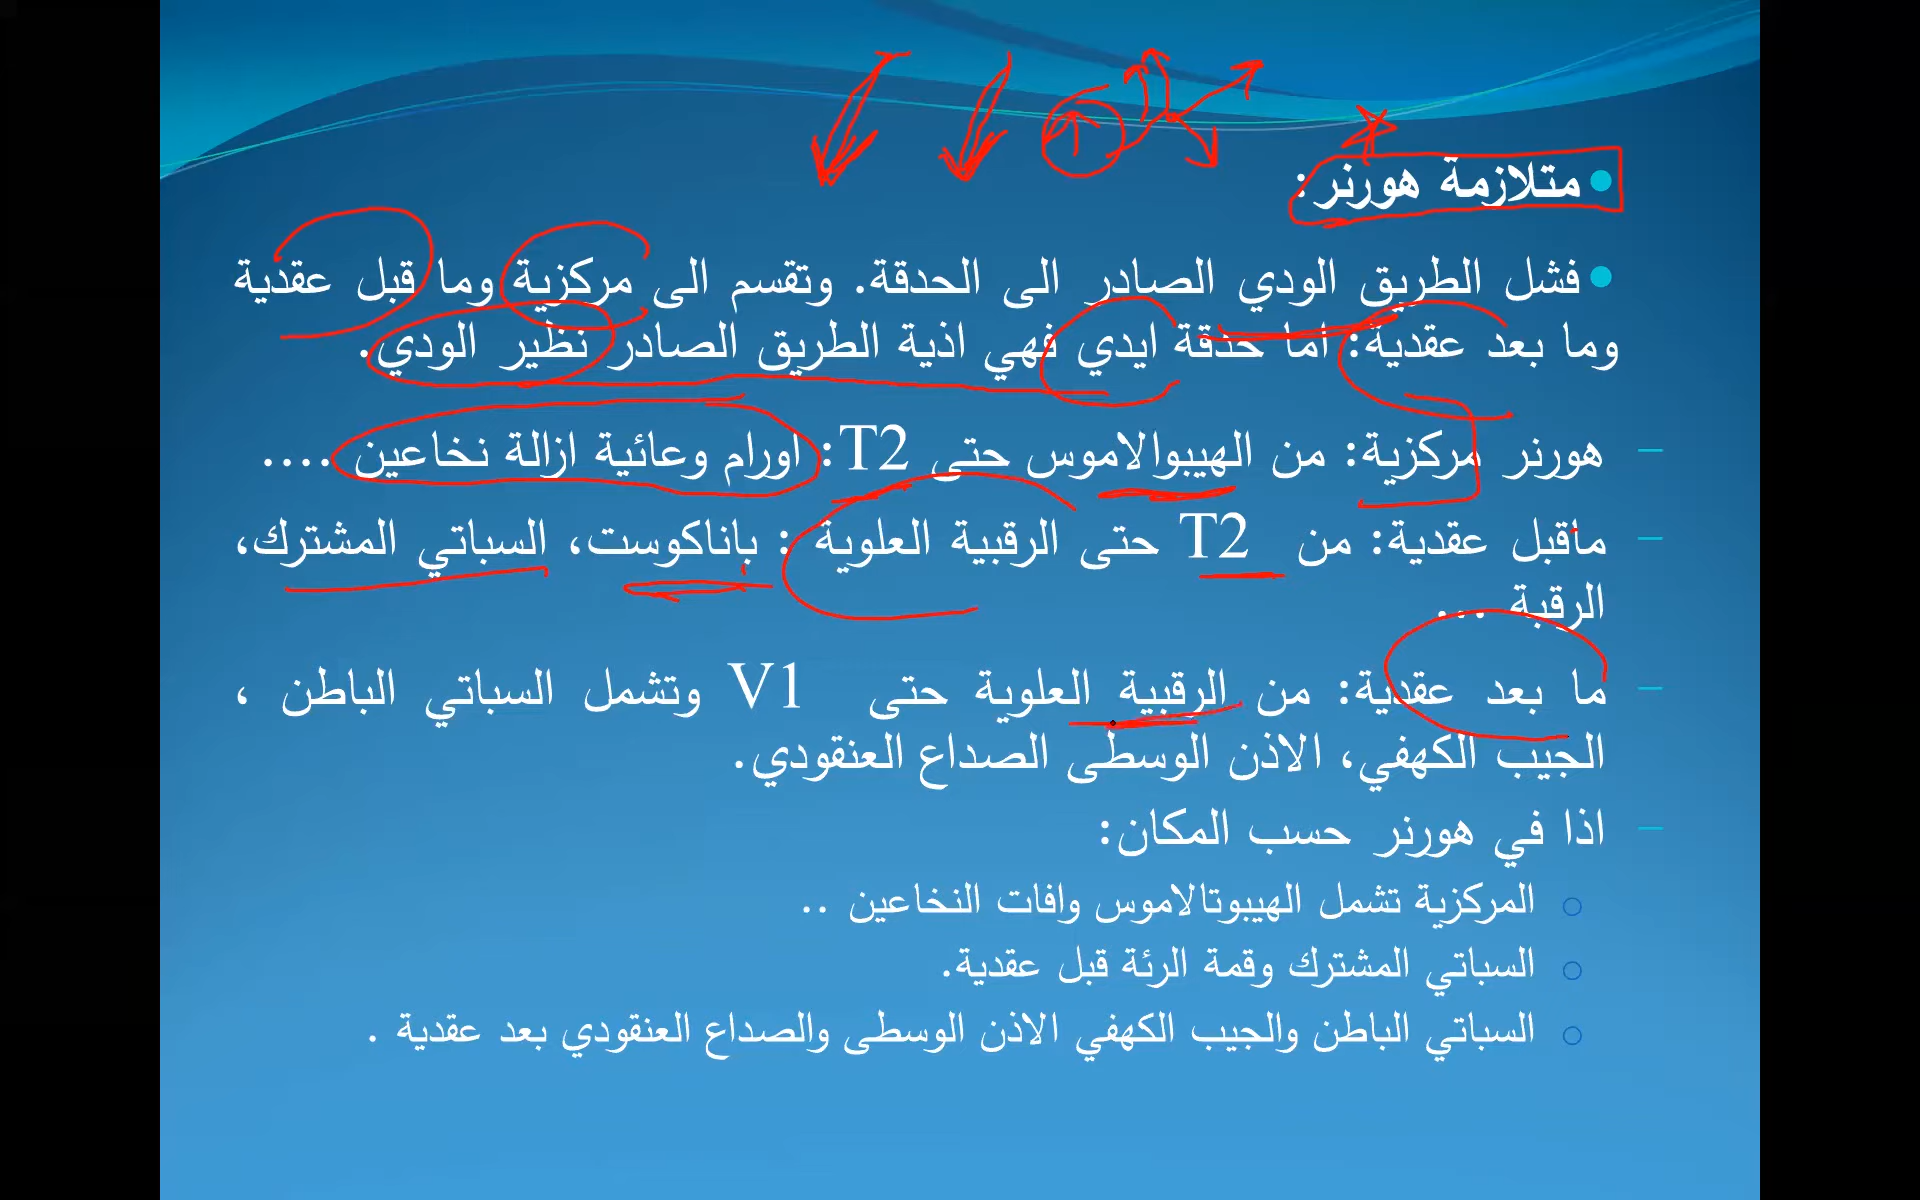 متلازمة هورنر:
فشل الطريق الودي الصادر الى الحدقة. وتقسم الى مركزية وما قبل عقدية
وما بعد عقدية: اما حدقة ايدي فهي اذية الطريق الصادر نظير الودي.
هورنر مركزية: من الهيبوالاموس حتى T2: اورام وعائية ازالة نخاعين ....
ماقبل عقدية: من T2 حتى الرقبية العلوية : باناكوست، السباتي المشترك،
الرقبة ...
ما بعد عقدية: من الرقبية العلوية حتى V1 وتشمل السباتي الباطن ،
الجيب الكهفي، الاذن الوسطى الصداع العنقودي.
اذا في هورنر حسب المكان:
المركزية تشمل الهيبوتالاموس وافات النخاعين ..
السباتي المشترك وقمة الرئة قبل عقدية.
السباتي الباطن والجيب الكهفي الاذن الوسطى والصداع العنقودي بعد عقدية .